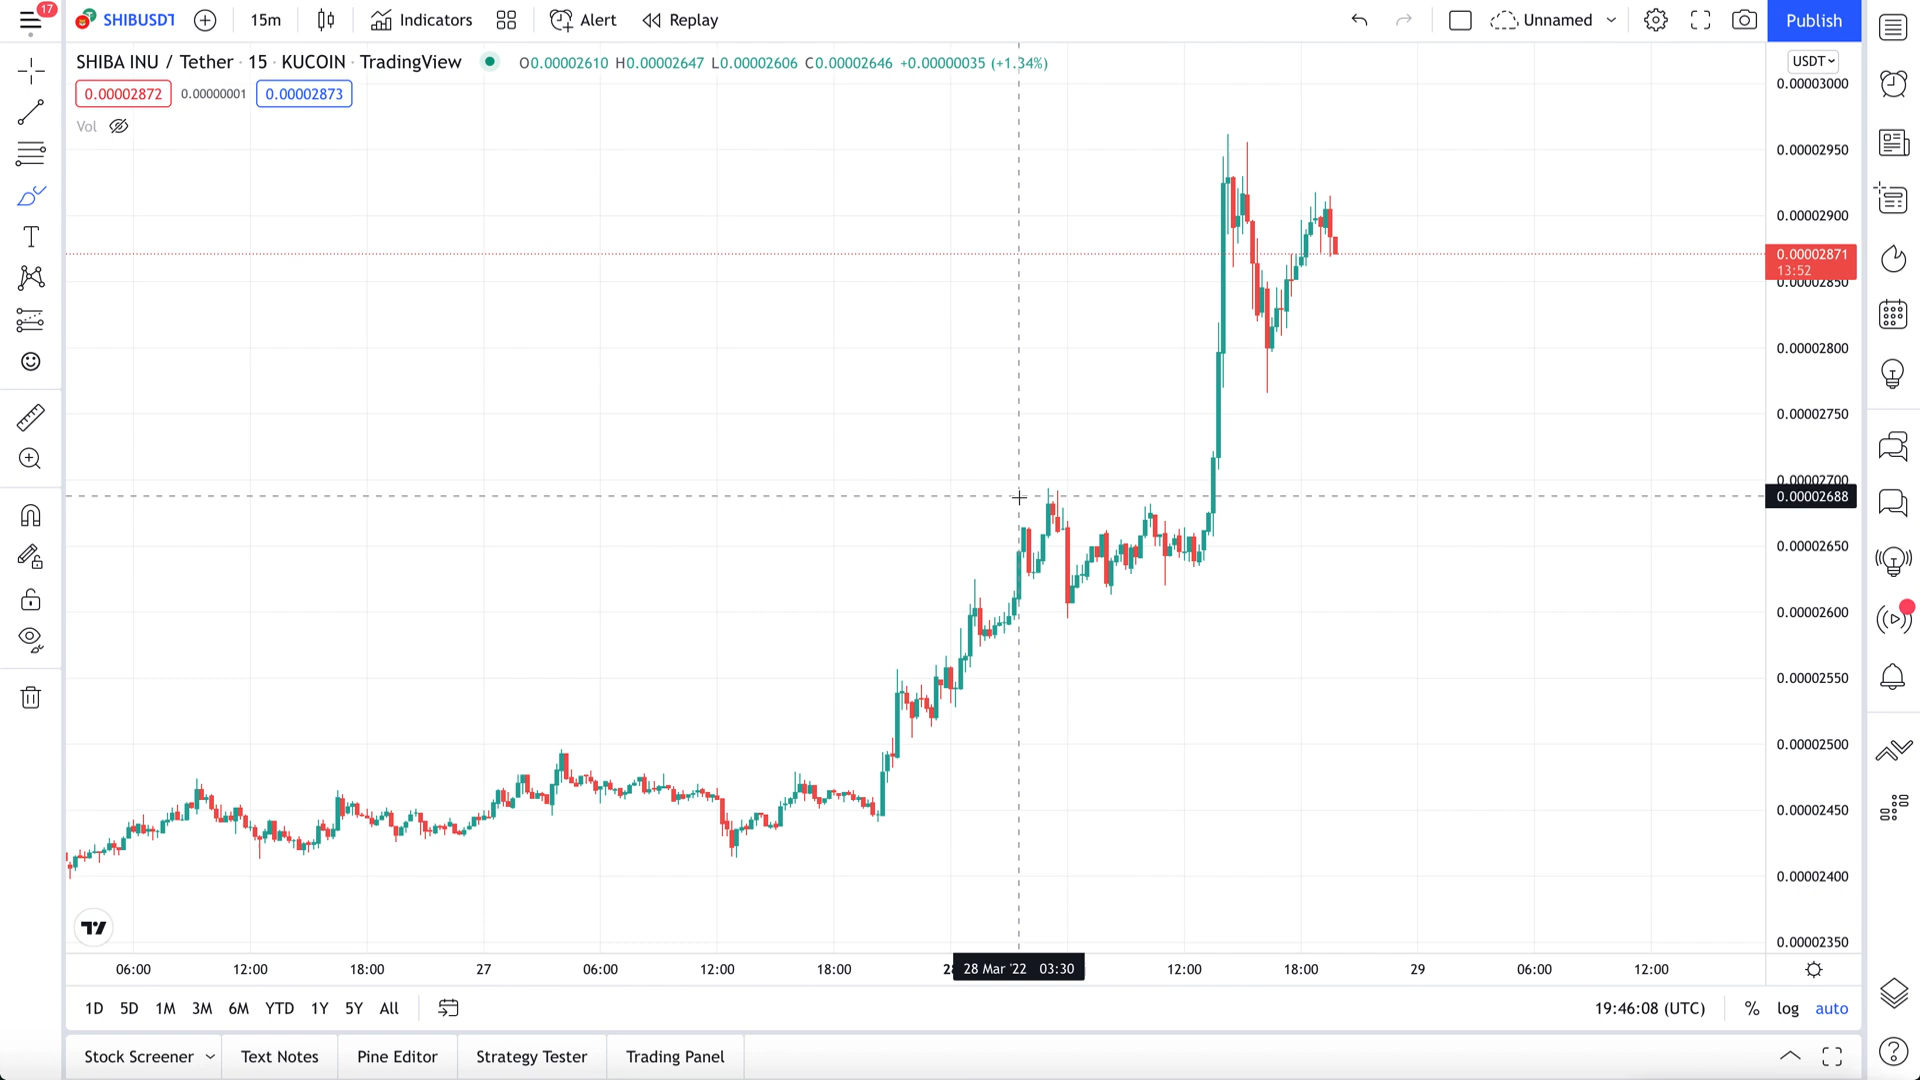 17
SHIBUSDT
15m
Indicators
Alert
Replay
Unnamed
Publish
SHIBA INU / Tether · 15 · KUCOIN · TradingView
O0.00002610 H0.00002647 L0.00002606 C0.00002646 +0.00000035 (+1.34%)
USDT
0.00002872
0.00000001
0.00002873
Vol
0.00003000
0.00002950
0.00002900
0.00002871
13:52
0.00002850
0.00002800
0.00002750
0.00002700
0.00002688
0.00002650
0.00002600
0.00002550
0.00002500
0.00002450
0.00002400
0.00002350
06:00 12:00 18:00 27 06:00 12:00 18:00 28 Mar '22 03:30 12:00 18:00 29 06:00 12:00
1D 5D 1M 3M 6M YTD 1Y 5Y All
19:46:08 (UTC)
% log auto
Stock Screener
Text Notes
Pine Editor
Strategy Tester
Trading Panel